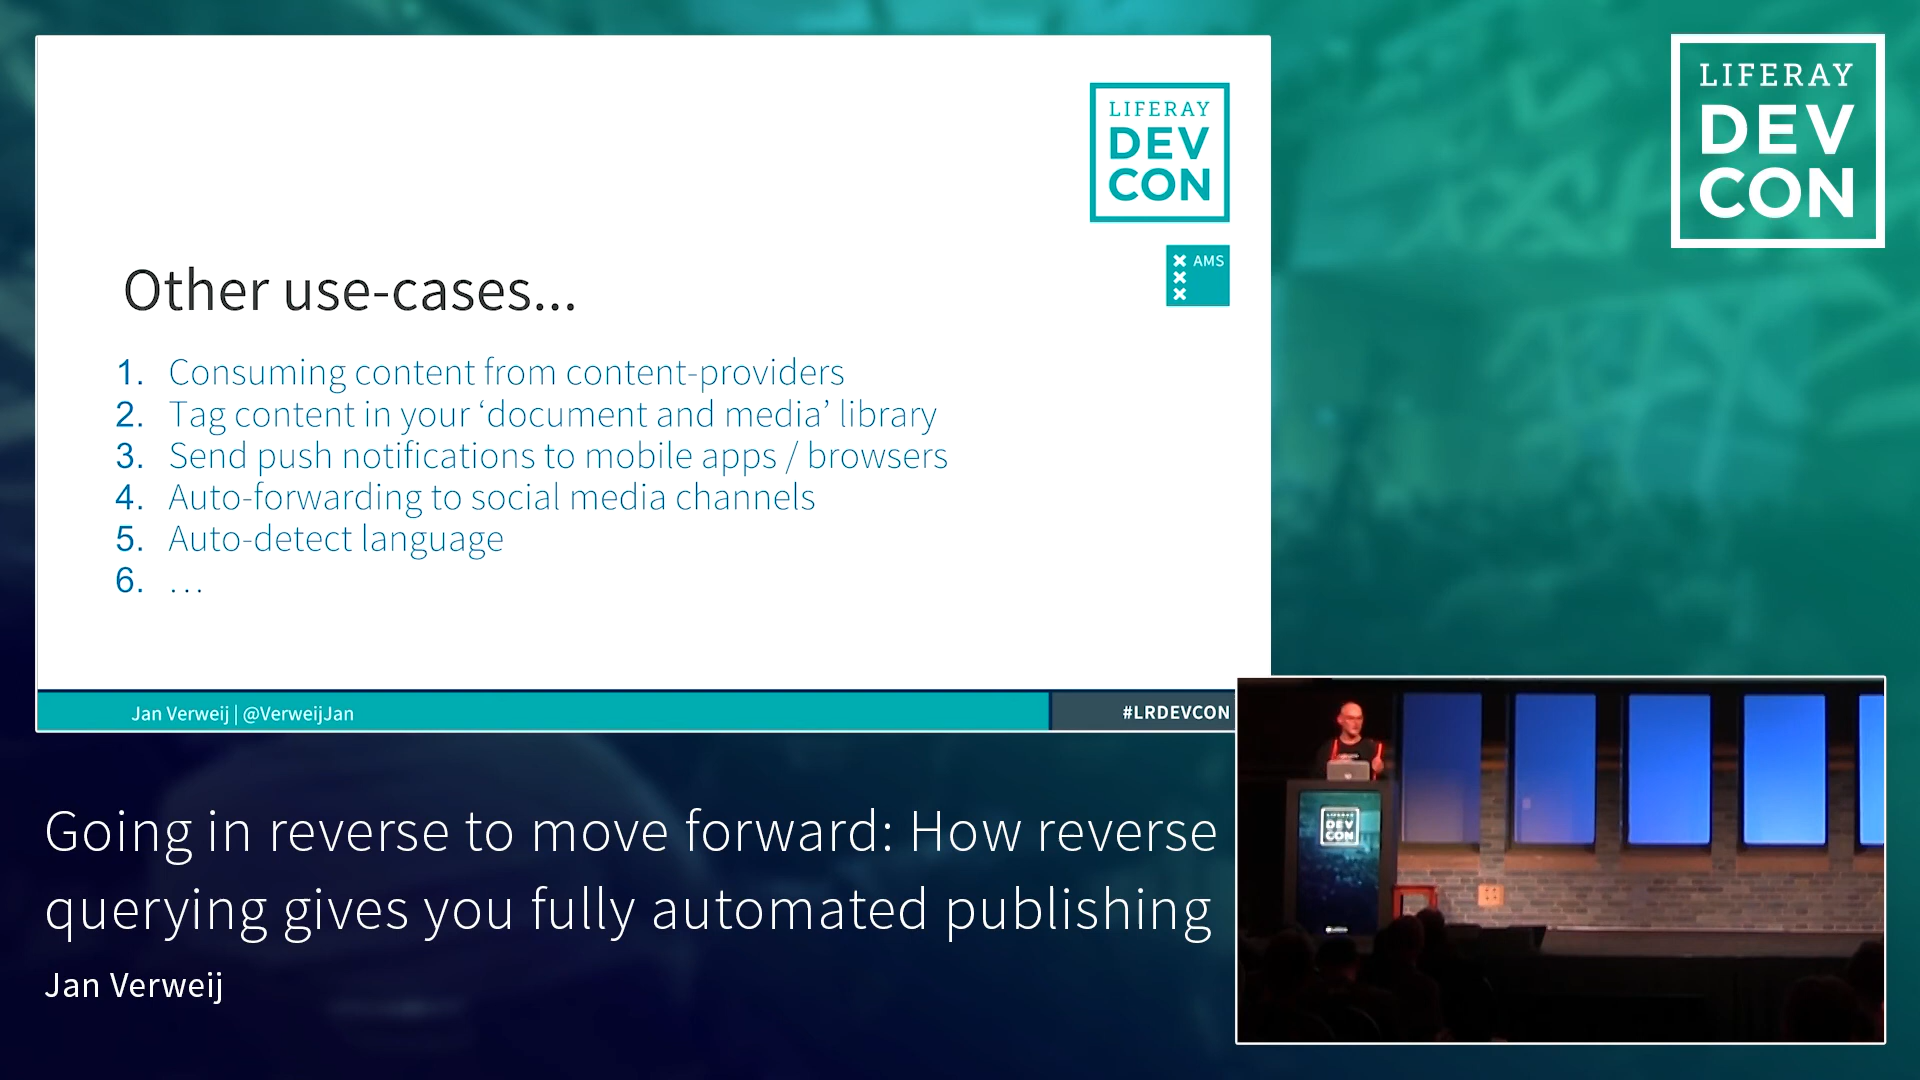 LIFERAY
DEV
CON
AMS
Other use-cases...
1. Consuming content from content-providers
2. Tag content in your ‘document and media’ library
3. Send push notifications to mobile apps / browsers
4. Auto-forwarding to social media channels
5. Auto-detect language
6. …
Jan Verweij | @VerweijJan
#LRDEVCON
LIFERAY
DEV
CON
Going in reverse to move forward: How reverse
querying gives you fully automated publishing
Jan Verweij
DEV
CON